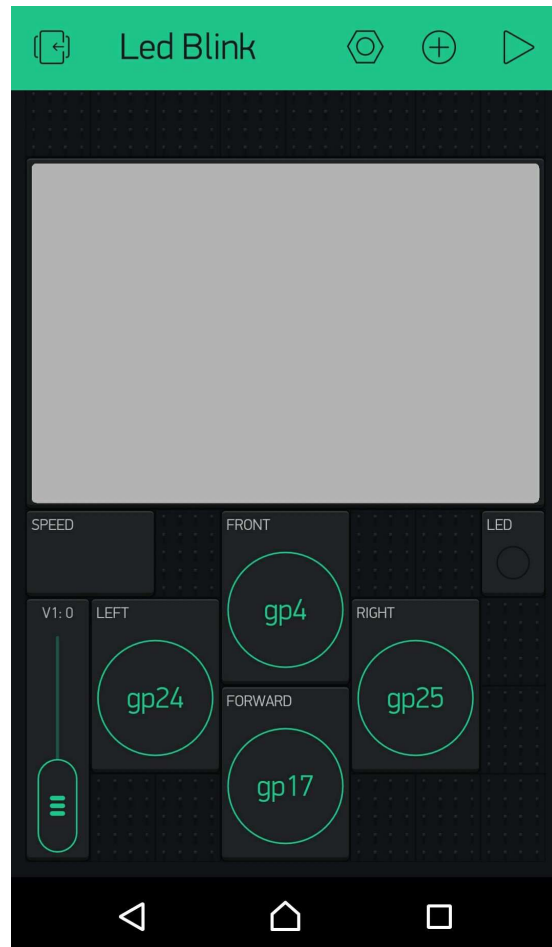 Led Blink
SPEED
FRONT
LED
gp4
V1: 0
LEFT
RIGHT
gp24
gp25
FORWARD
gp17